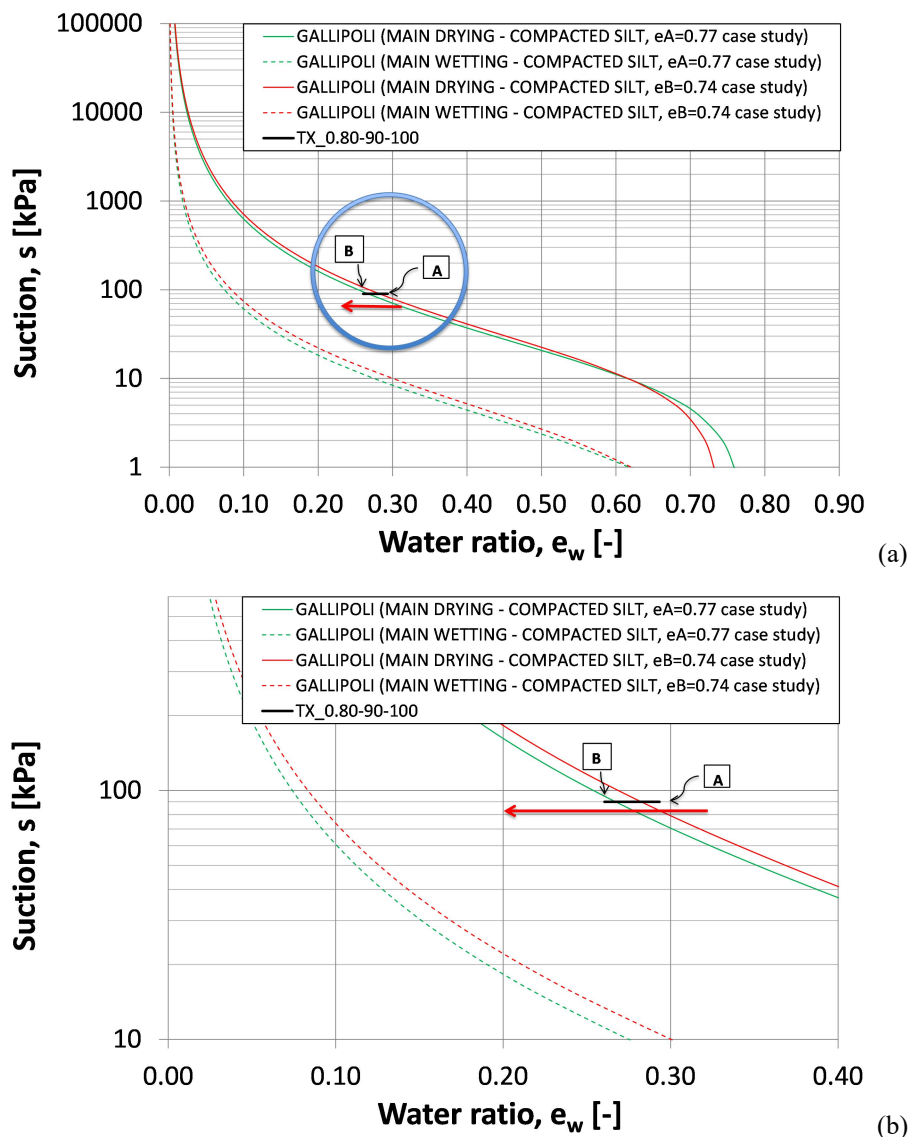 100000
10000
1000
100
10
1
Suction, s [kPa]
GALLIPOLI (MAIN DRYING - COMPACTED SILT, eA=0.77 case study)
GALLIPOLI (MAIN WETTING - COMPACTED SILT, eA=0.77 case study)
GALLIPOLI (MAIN DRYING - COMPACTED SILT, eB=0.74 case study)
GALLIPOLI (MAIN WETTING - COMPACTED SILT, eB=0.74 case study)
TX_0.80-90-100
B
A
0.00 0.10 0.20 0.30 0.40 0.50 0.60 0.70 0.80 0.90
Water ratio, e_w [-]
(a)
GALLIPOLI (MAIN DRYING - COMPACTED SILT, eA=0.77 case study)
GALLIPOLI (MAIN WETTING - COMPACTED SILT, eA=0.77 case study)
GALLIPOLI (MAIN DRYING - COMPACTED SILT, eB=0.74 case study)
GALLIPOLI (MAIN WETTING - COMPACTED SILT, eB=0.74 case study)
TX_0.80-90-100
B
A
100
10
Suction, s [kPa]
0.00 0.10 0.20 0.30 0.40
Water ratio, e_w [-]
(b)